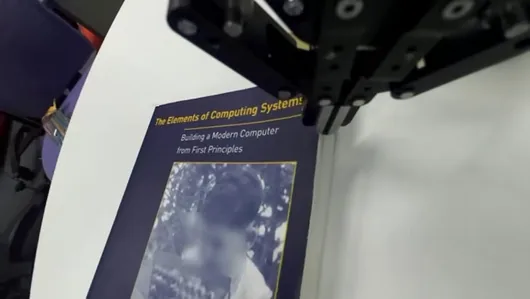 The Elements of Computing Systems
Building a Modern Computer
from First Principles